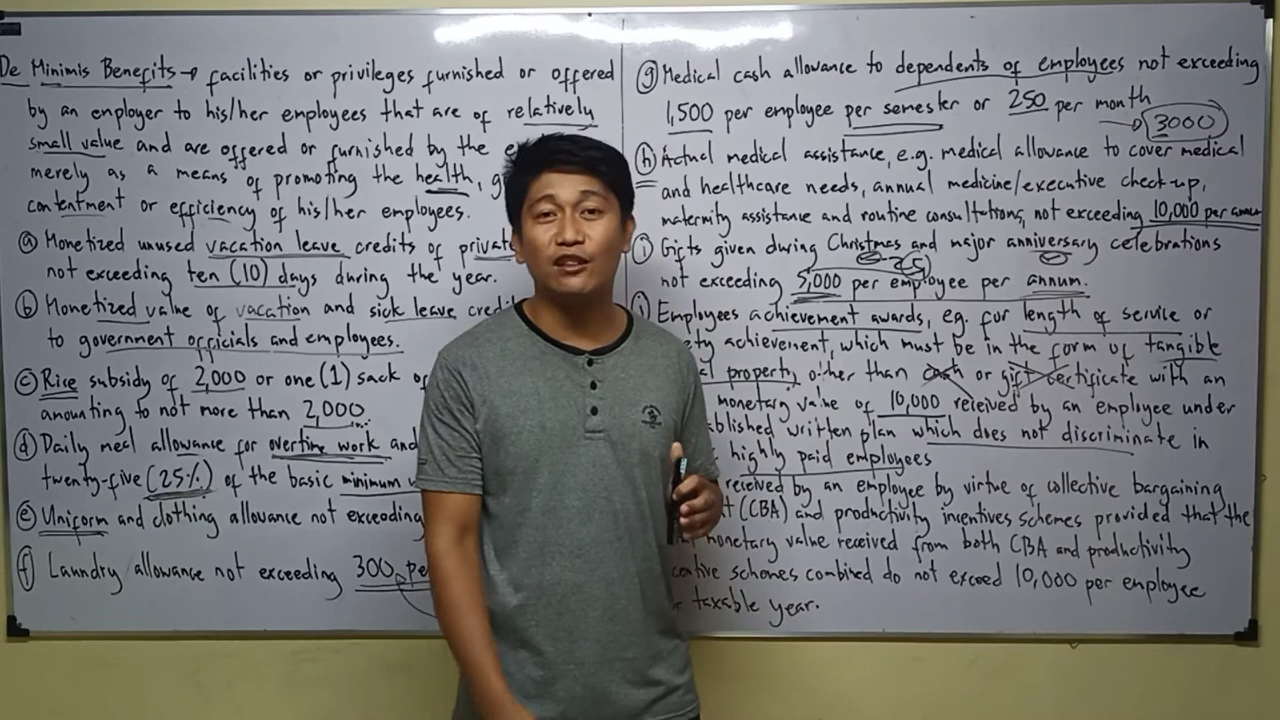 De Minimis Benefits → facilities or privileges furnished or offered
by an employer to his/her employees that are of relatively
small value and are offered or furnished by the
merely as a means of promoting the health,
contentment or efficiency of his/her employees.
ⓐ Monetized unused vacation leave credits of
not exceeding ten (10) days during the year.
ⓑ Monetized value of vacation and sick leave
to government officials and employees.
ⓒ Rice subsidy of 2,000 or one (1) sack
amounting to not more than 2,000.
ⓓ Daily meal allowance for overtime work and
twenty-five (25%) of the basic minimum
ⓔ Uniform and clothing allowance not exceeding
ⓕ Laundry allowance not exceeding 300
ⓖ Medical cash allowance to dependents of employees not exceeding
1,500 per employee per semester or 250 per month
→ 3000
ⓗ Actual medical assistance, e.g. medical allowance to cover medical
and healthcare needs, annual medicine/executive check-up,
maternity assistance and routine consultations, not exceeding 10,000 per annum
ⓘ Gifts given during Christmas and major anniversary celebrations
not exceeding 5,000 per employee per annum.
Employees achievement awards, eg. for length of service or
achievement, which must be in the form of tangible
property other than cash or gift certificate with an
monetary value of 10,000 received by an employee under
written plan which does not discriminate in
highly paid employees
received by an employee by virtue of collective bargaining
(CBA) and productivity incentives schemes provided that the
monetary value received from both CBA and productivity
schemes combined do not exceed 10,000 per employee
taxable year.